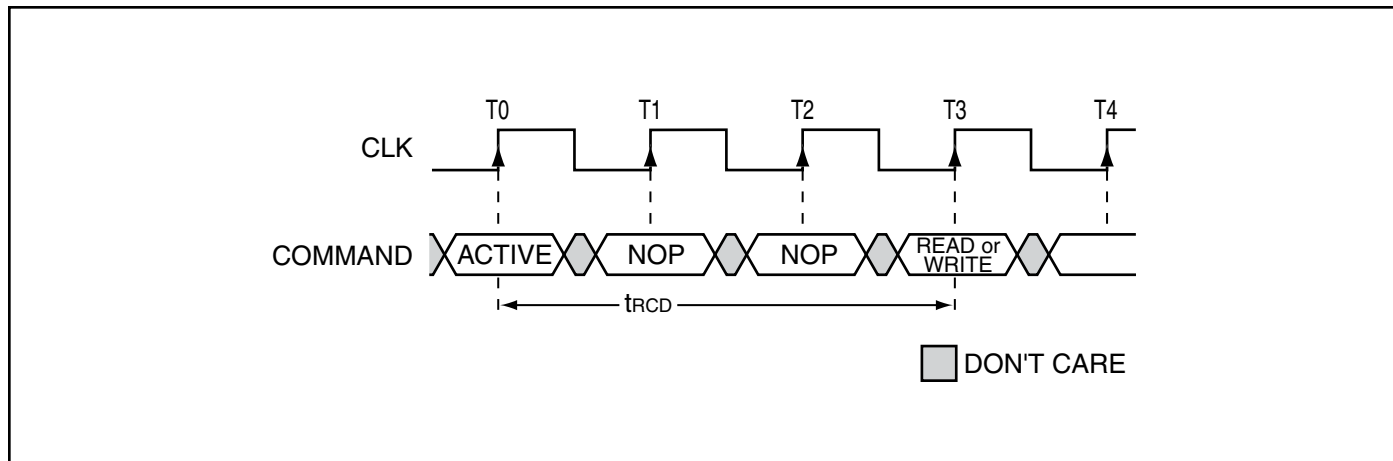 T0 T1 T2 T3 T4
CLK
COMMAND ACTIVE NOP NOP READ or
WRITE
tRCD
DON'T CARE